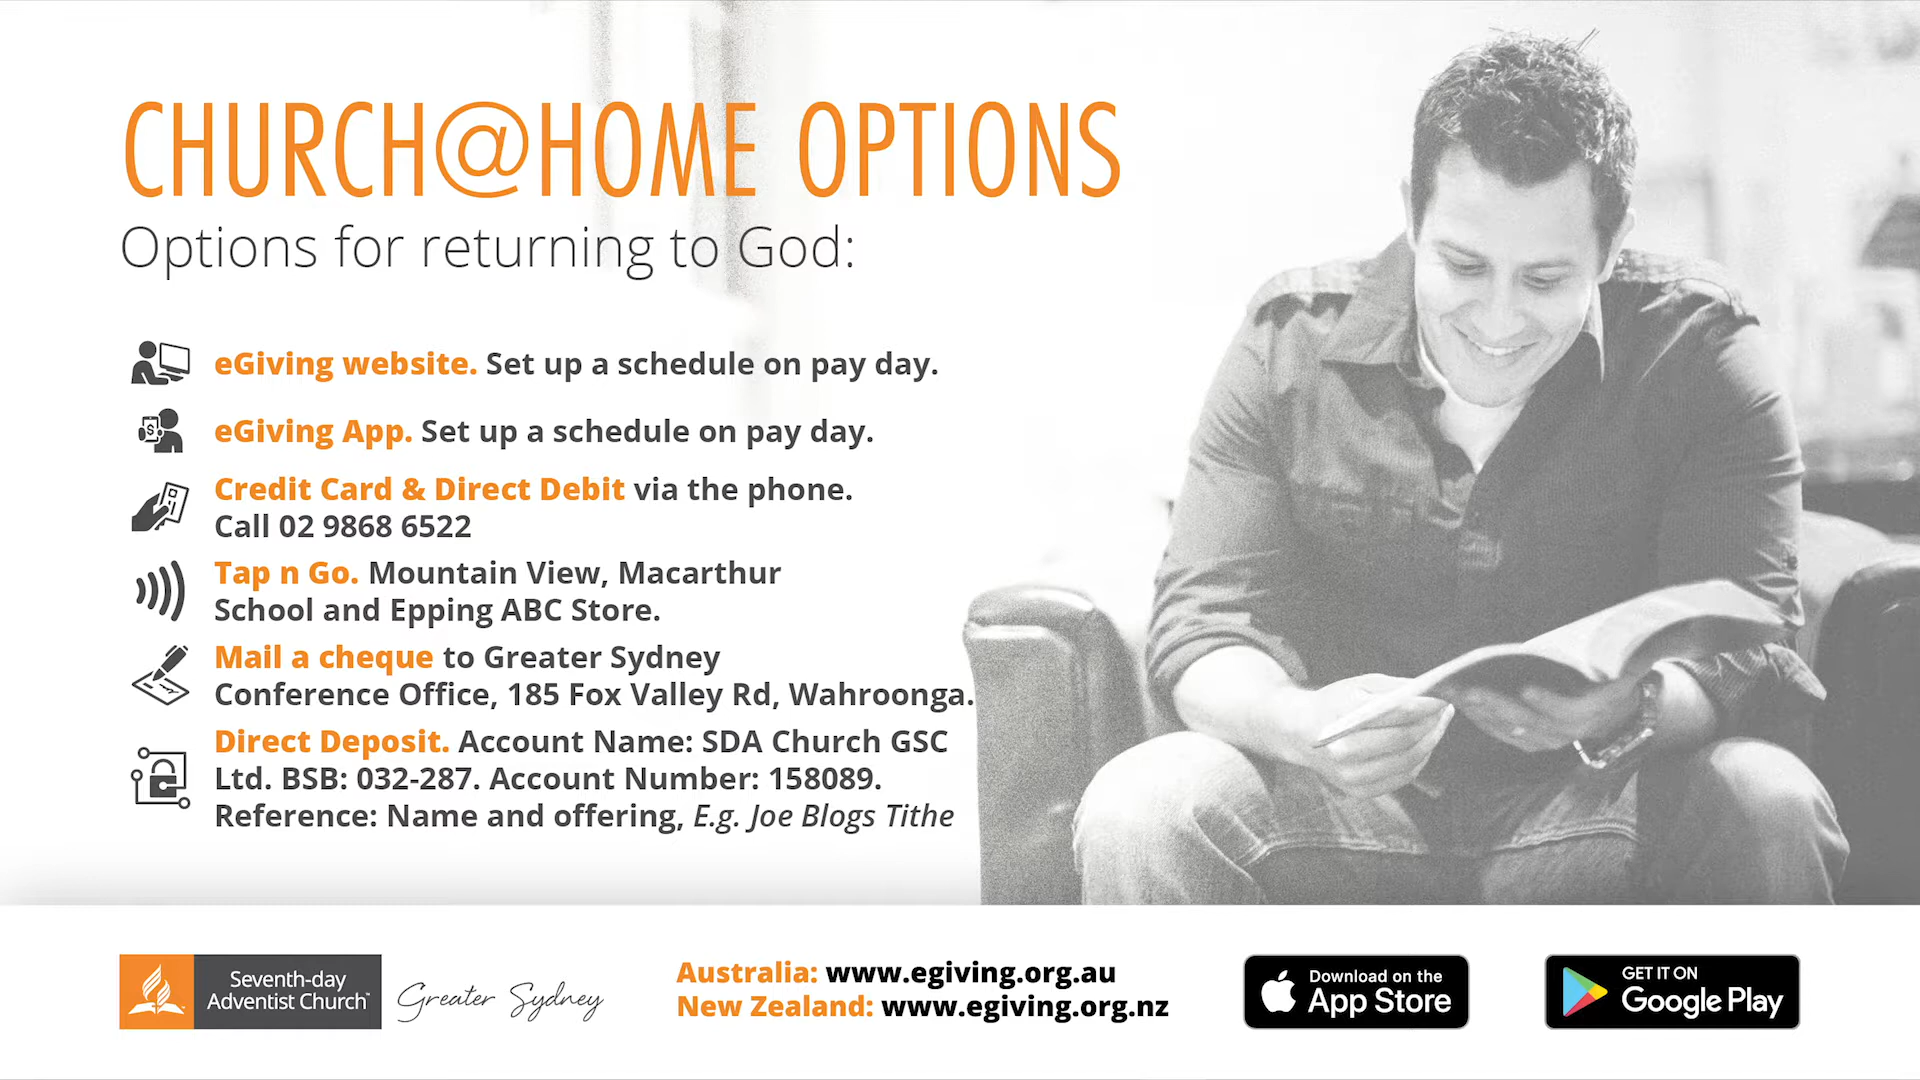 CHURCH@HOME OPTIONS
Options for returning to God:
eGiving website. Set up a schedule on pay day.
eGiving App. Set up a schedule on pay day.
Credit Card & Direct Debit via the phone.
Call 02 9868 6522
Tap n Go. Mountain View, Macarthur
School and Epping ABC Store.
Mail a cheque to Greater Sydney
Conference Office, 185 Fox Valley Rd, Wahroonga.
Direct Deposit. Account Name: SDA Church GSC
Ltd. BSB: 032-287. Account Number: 158089.
Reference: Name and offering, E.g. Joe Blogs Tithe
Seventh-day
Adventist Church™
Greater Sydney
Australia: www.egiving.org.au
New Zealand: www.egiving.org.nz
Download on the
App Store
GET IT ON
Google Play